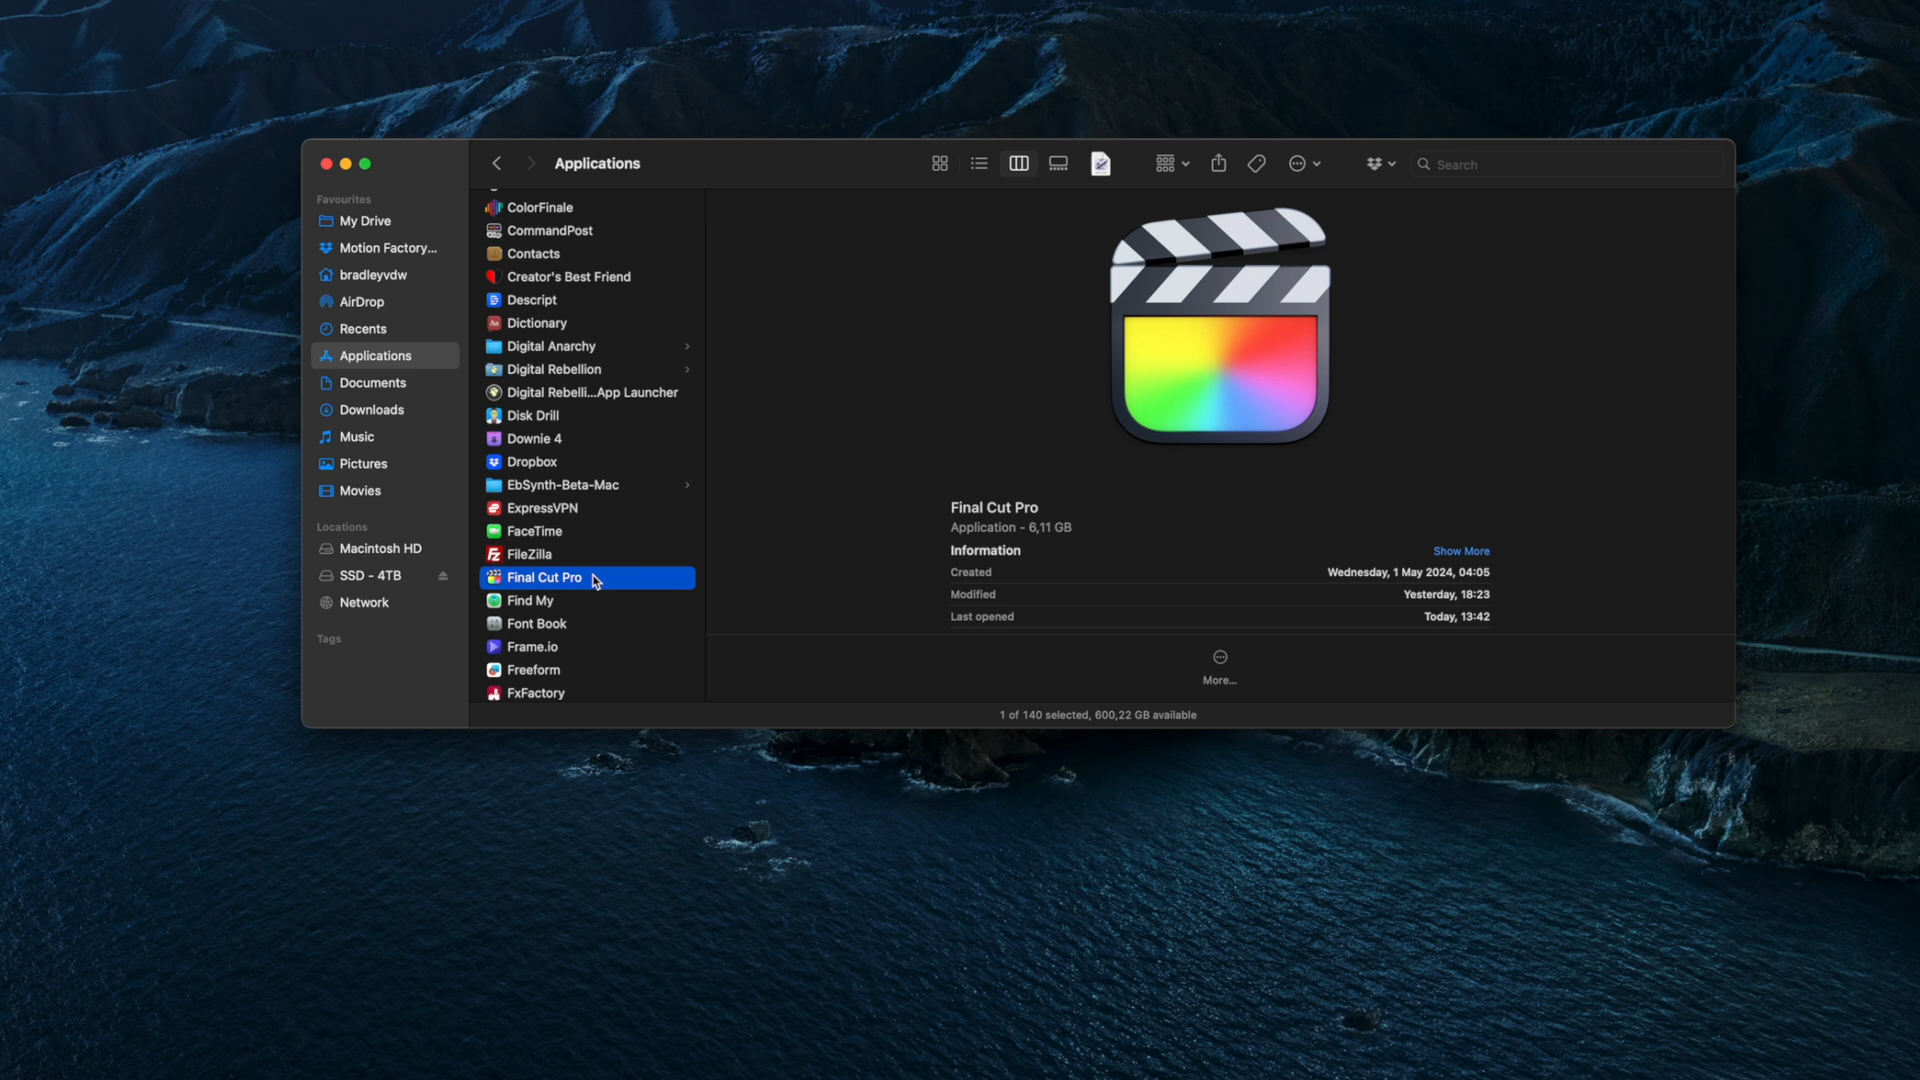 Applications
Search
Favourites
My Drive
Motion Factory...
bradleyvdw
AirDrop
Recents
Applications
Documents
Downloads
Music
Pictures
Movies
Locations
Macintosh HD
SSD - 4TB
Network
Tags
ColorFinale
CommandPost
Contacts
Creator's Best Friend
Descript
Dictionary
Digital Anarchy
Digital Rebellion
Digital Rebelli...App Launcher
Disk Drill
Downie 4
Dropbox
EbSynth-Beta-Mac
ExpressVPN
FaceTime
FileZilla
Final Cut Pro
Find My
Font Book
Frame.io
Freeform
FxFactory
Final Cut Pro
Application - 6,11 GB
Information Show More
Created Wednesday, 1 May 2024, 04:05
Modified Yesterday, 18:23
Last opened Today, 13:42
More...
1 of 140 selected, 600,22 GB available